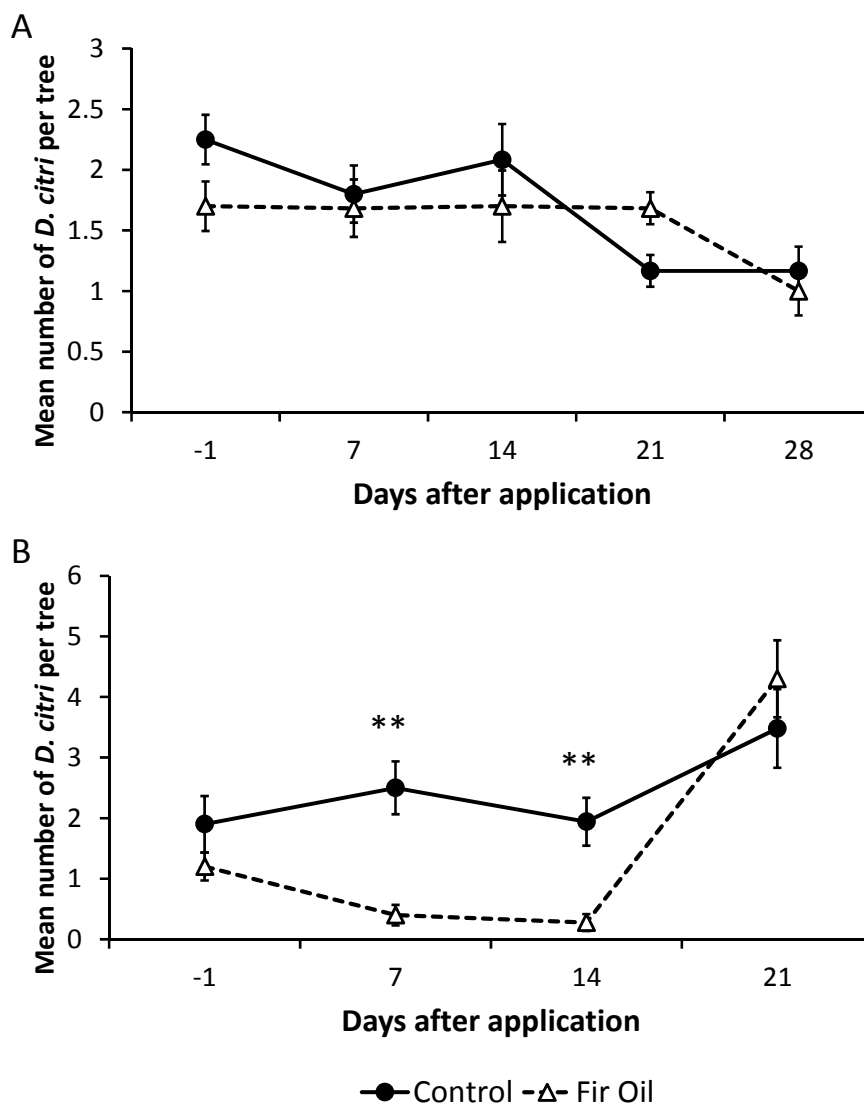 A
Mean number of D. citri per tree
3
2.5
2
1.5
1
0.5
0
-1 7 14 21 28
Days after application
B
Mean number of D. citri per tree
6
5
4
3
2
1
0
** **
-1 7 14 21
Days after application
Control Fir Oil